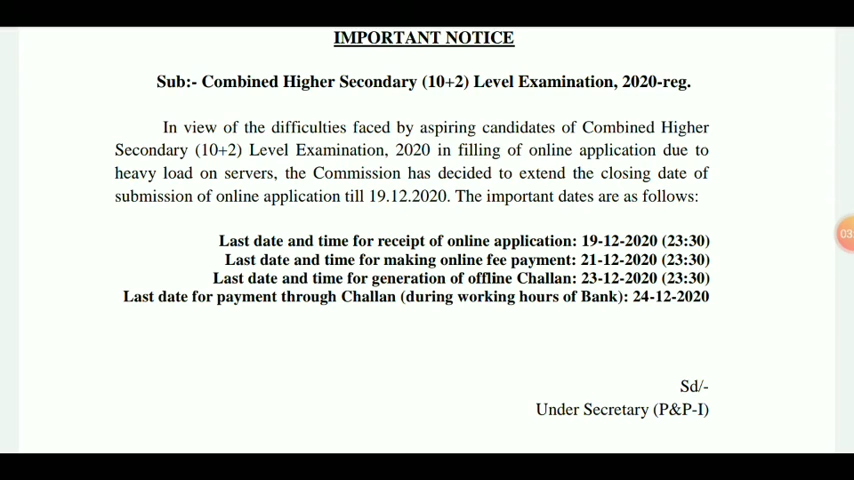 IMPORTANT NOTICE
Sub:- Combined Higher Secondary (10+2) Level Examination, 2020-reg.
In view of the difficulties faced by aspiring candidates of Combined Higher
Secondary (10+2) Level Examination, 2020 in filling of online application due to
heavy load on servers, the Commission has decided to extend the closing date of
submission of online application till 19.12.2020. The important dates are as follows:
Last date and time for receipt of online application: 19-12-2020 (23:30)
Last date and time for making online fee payment: 21-12-2020 (23:30)
Last date and time for generation of offline Challan: 23-12-2020 (23:30)
Last date for payment through Challan (during working hours of Bank): 24-12-2020
Sd/-
Under Secretary (P&P-I)